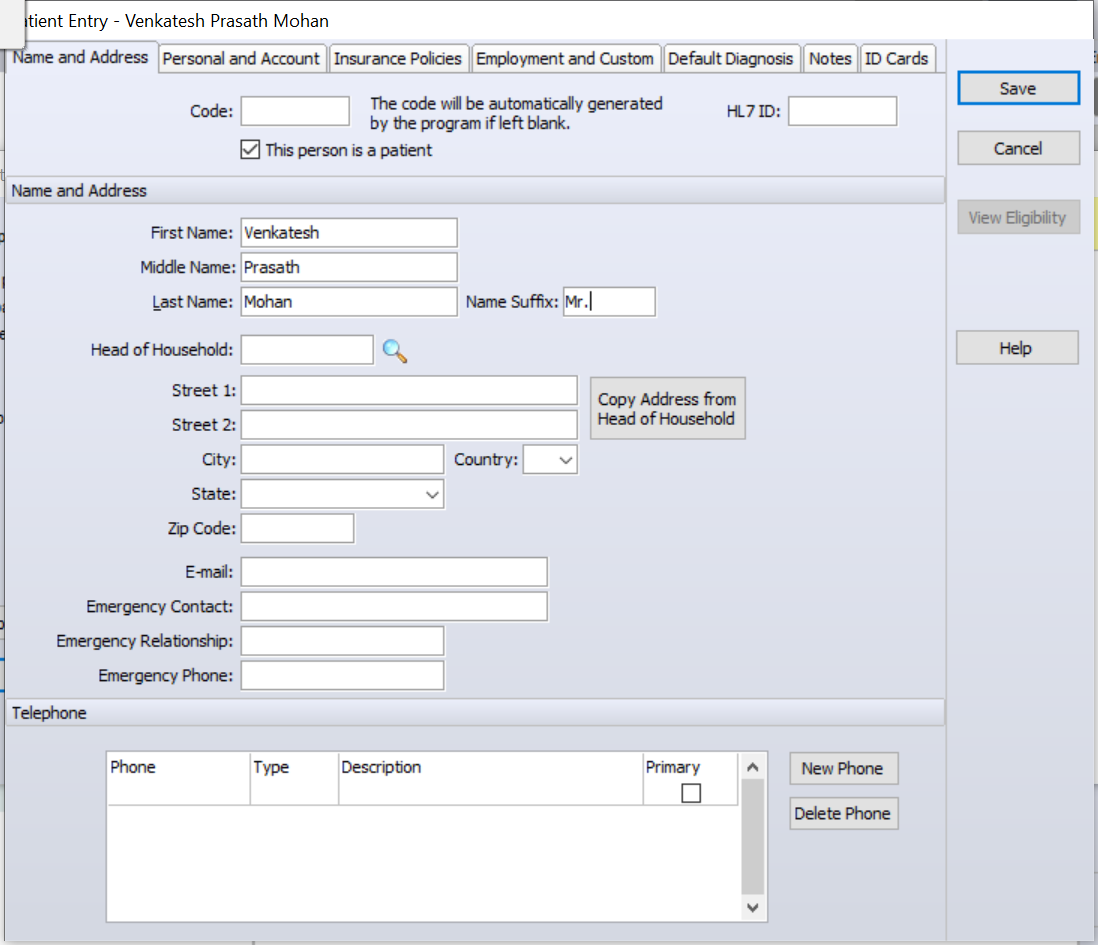 tient Entry - Venkatesh Prasath Mohan
Name and Address Personal and Account Insurance Policies Employment and Custom Default Diagnosis Notes ID Cards
Save
Code: The code will be automatically generated by the program if left blank. HL7 ID:
This person is a patient
Cancel
Name and Address
View Eligibility
First Name: Venkatesh
Middle Name: Prasath
Last Name: Mohan Name Suffix: Mr.
Head of Household:
Help
Street 1:
Copy Address from Head of Household
Street 2:
City: Country:
State:
Zip Code:
E-mail:
Emergency Contact:
Emergency Relationship:
Emergency Phone:
Telephone
Phone Type Description Primary
New Phone
Delete Phone